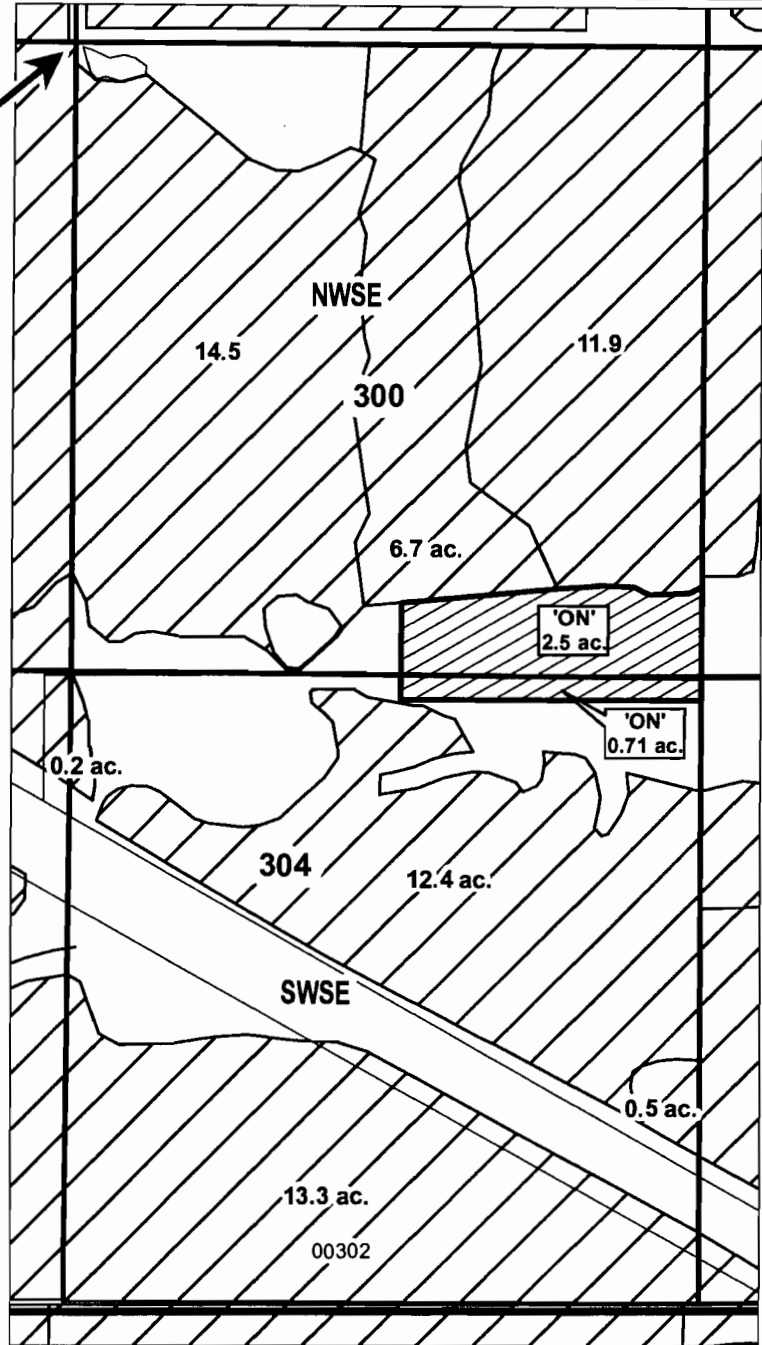 NWSE
14.5
11.9
300
6.7 ac.
'ON'
2.5 ac.
'ON'
0.71 ac.
0.2 ac.
304
12.4 ac.
SWSE
0.5 ac.
13.3 ac.
00302